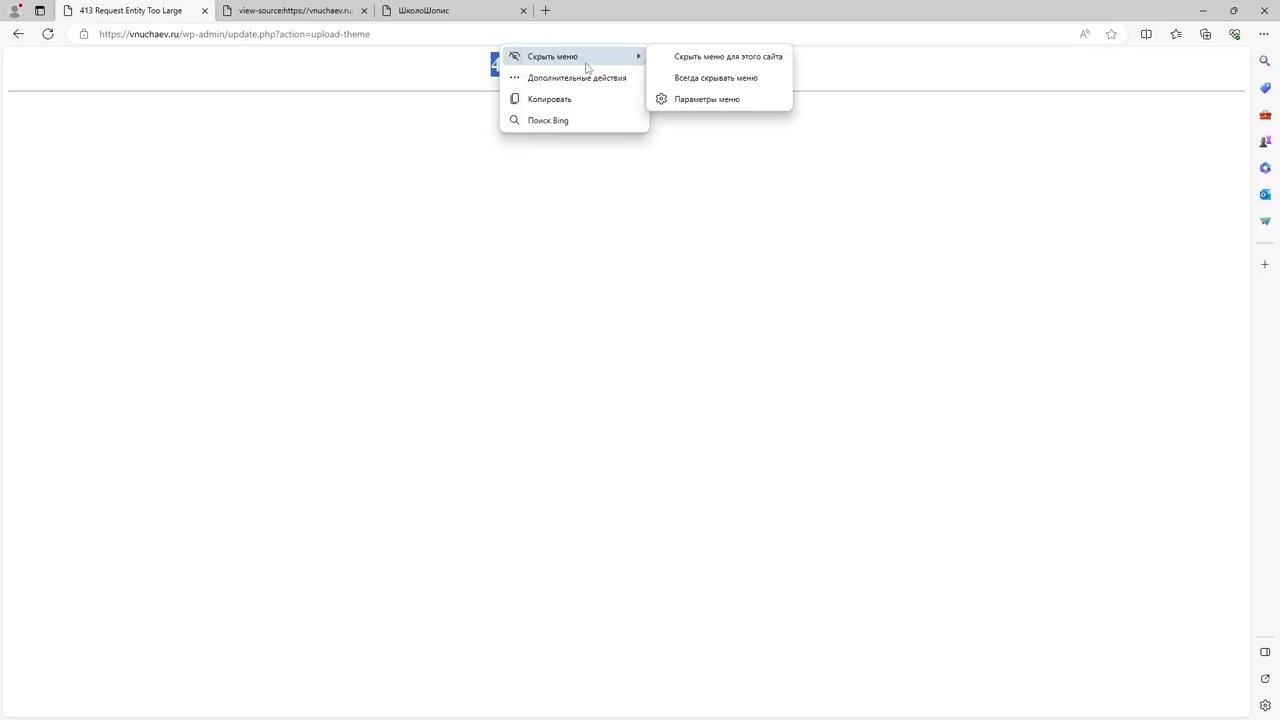 413 Request Entity Too Large
view-source:https://vnuchaev.ru/
ШколоШопис
https://vnuchaev.ru/wp-admin/update.php?action=upload-theme
4
Скрыть меню
Дополнительные действия
Копировать
Поиск Bing
Скрыть меню для этого сайта
Всегда скрывать меню
Параметры меню